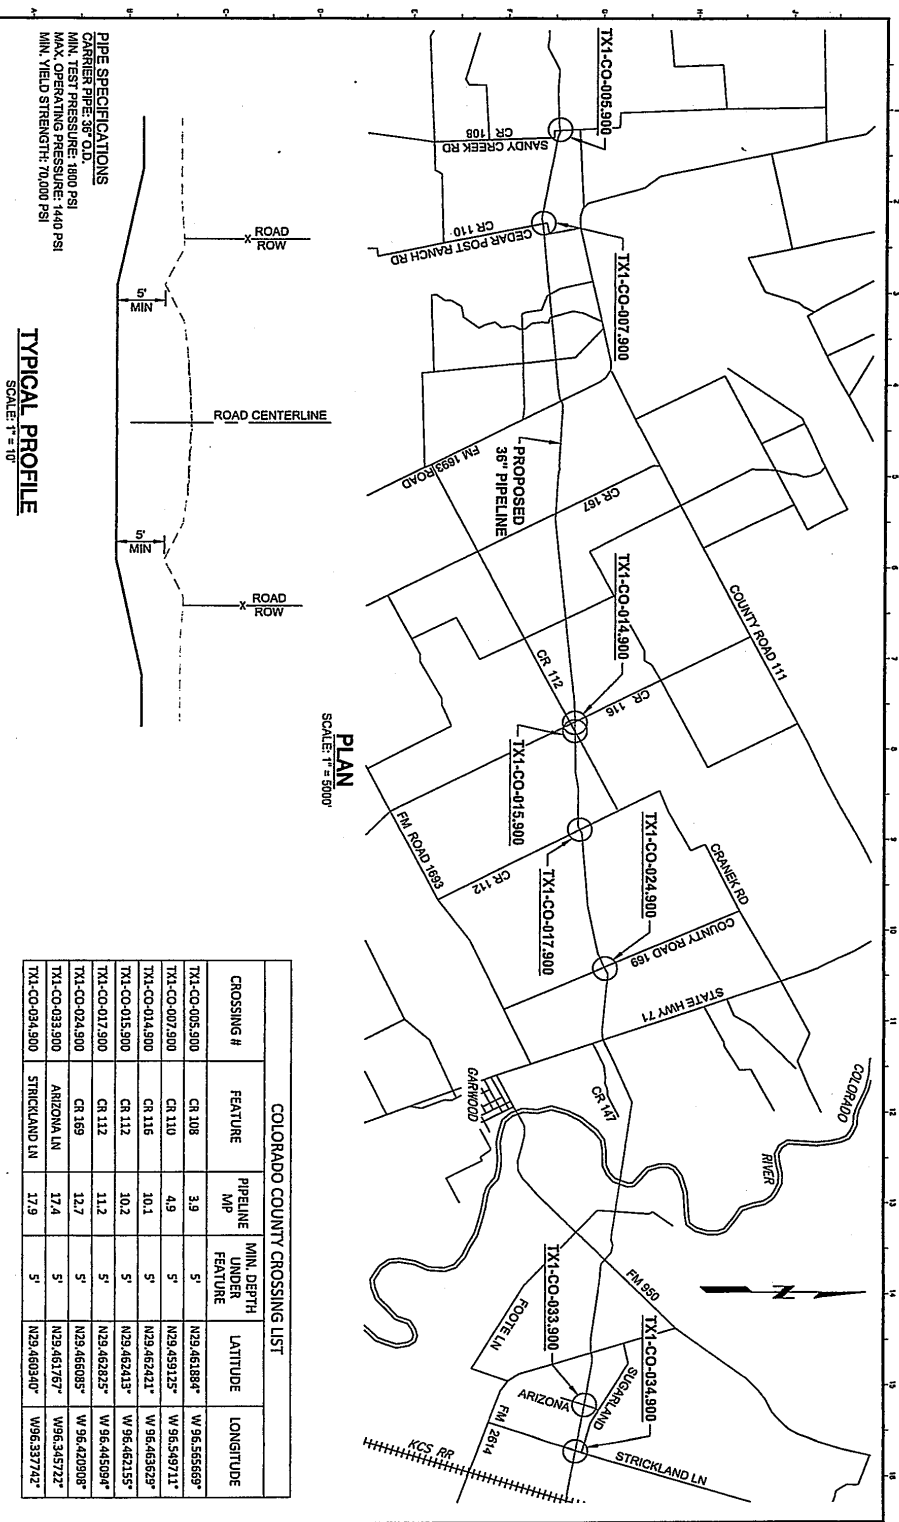 TX1-CO-005.900
CR 108
SANDY CREEK RD
CR 110
CEDAR POST RANCH RD
TX1-CO-007.900
FM 1693 ROAD
PROPOSED
36" PIPELINE
CR 167
TX1-CO-014.900
COUNTY ROAD 111
CR 112
CR 116
TX1-CO-015.900
FM ROAD 1693
CR 112
TX1-CO-017.900
TX1-CO-024.900
CRANEK RD
COUNTY ROAD 169
STATE HWY 71
GARWOOD
CR 147
COLORADO
RIVER
FM 950
FOOTE LN
TX1-CO-033.900
TX1-CO-034.900
ARIZONA
SUGARLAND
FM 2614
STRICKLAND LN
KCS RR
N
PLAN
SCALE: 1" = 5000'
ROAD
ROW
5'
MIN
ROAD CENTERLINE
5'
MIN
ROAD
ROW
TYPICAL PROFILE
SCALE: 1" = 10'
PIPE SPECIFICATIONS
CARRIER PIPE: 36" O.D.
MIN. TEST PRESSURE: 1800 PSI
MAX. OPERATING PRESSURE: 1440 PSI
MIN. YIELD STRENGTH: 70,000 PSI
COLORADO COUNTY CROSSING LIST
CROSSING # FEATURE PIPELINE MP MIN. DEPTH UNDER FEATURE LATITUDE LONGITUDE
TX1-CO-005.900 CR 108 3.9 5' N29.461884° W 96.565669°
TX1-CO-007.900 CR 110 4.9 5' N29.459125° W 96.549711°
TX1-CO-014.900 CR 116 10.1 5' N29.462421° W 96.463629°
TX1-CO-015.900 CR 112 10.2 5' N29.462413° W 96.462155°
TX1-CO-017.900 CR 112 11.2 5' N29.462825° W 96.445094°
TX1-CO-024.900 CR 169 12.7 5' N29.466085° W 96.420908°
TX1-CO-033.900 ARIZONA LN 17.4 5' N29.461767° W96.345722°
TX1-CO-034.900 STRICKLAND LN 17.9 5' N29.460340° W96.337742°